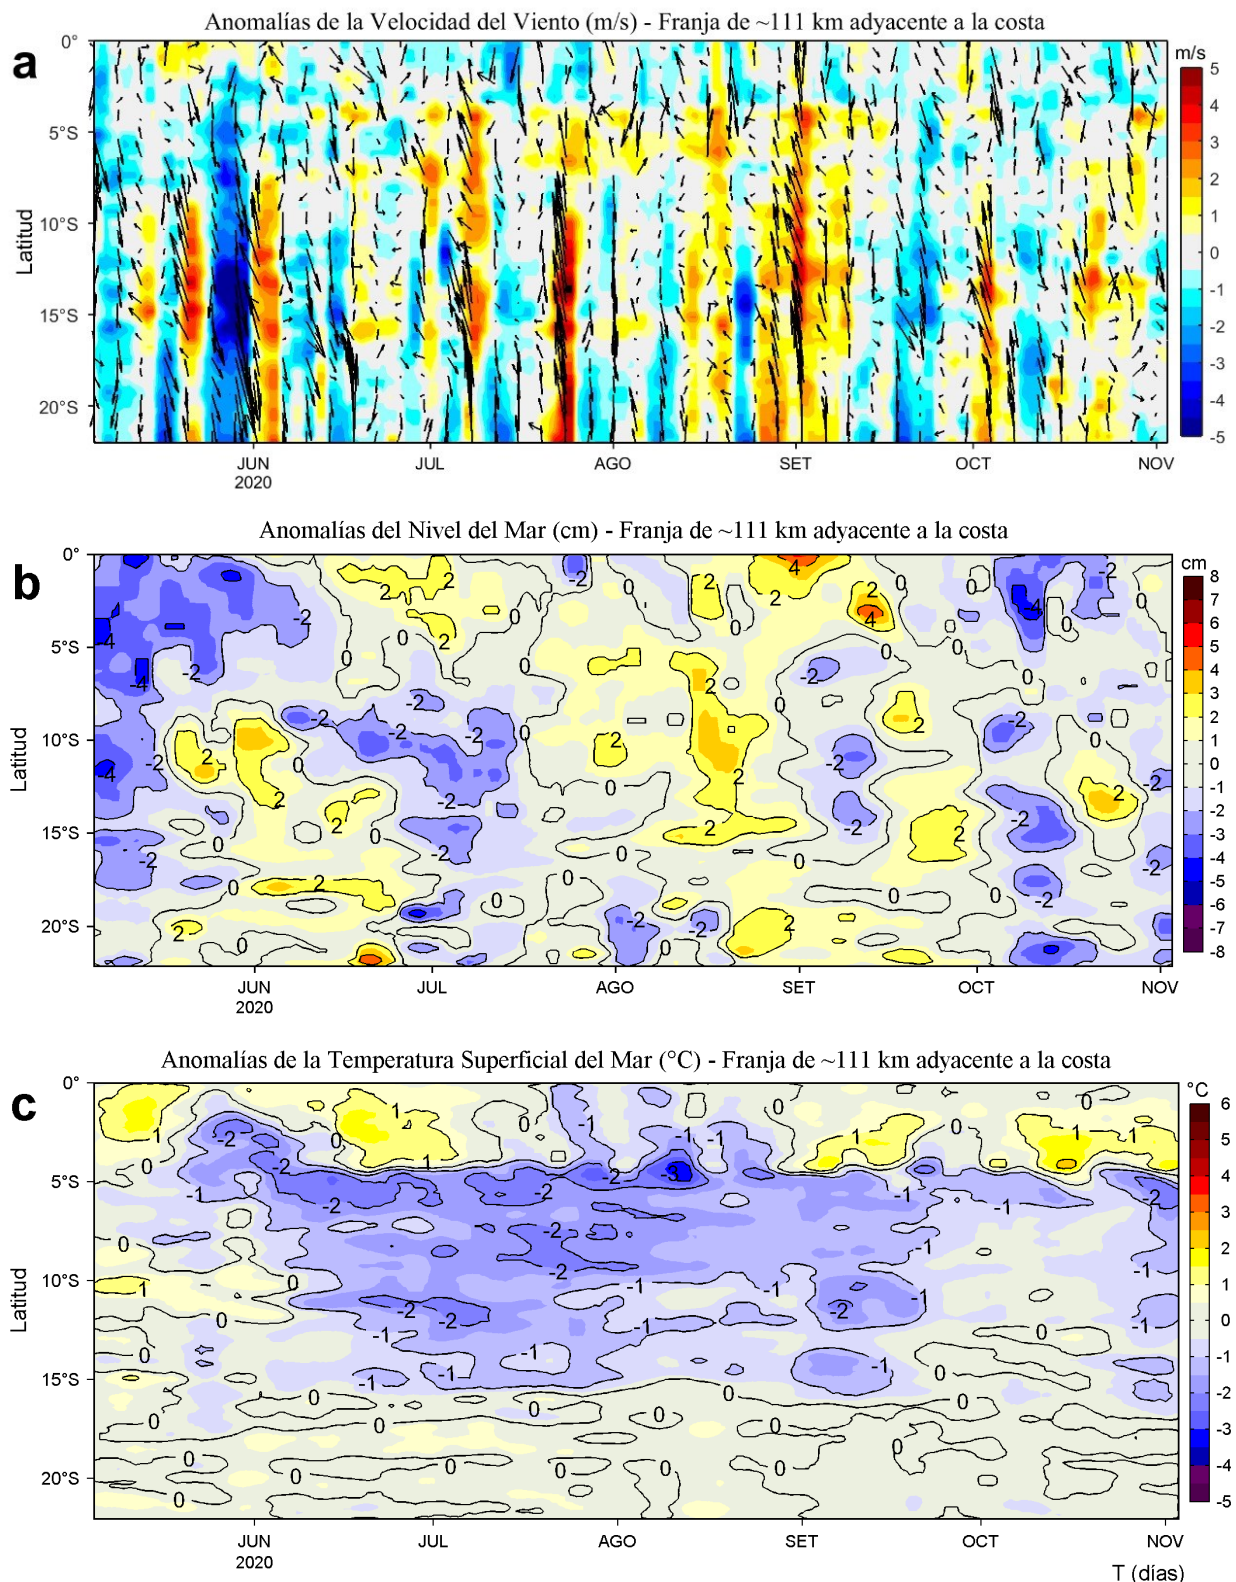 Anomalías de la Velocidad del Viento (m/s) - Franja de ~111 km adyacente a la costa
a
m/s
0°
5°S
10°S
15°S
20°S
Latitud
5
4
3
2
1
0
-1
-2
-3
-4
-5
JUN
2020
JUL
AGO
SET
OCT
NOV
Anomalías del Nivel del Mar (cm) - Franja de ~111 km adyacente a la costa
b
cm
0°
5°S
10°S
15°S
20°S
Latitud
8
7
6
5
4
3
2
1
0
-1
-2
-3
-4
-5
-6
-7
-8
JUN
2020
JUL
AGO
SET
OCT
NOV
Anomalías de la Temperatura Superficial del Mar (°C) - Franja de ~111 km adyacente a la costa
c
°C
0°
5°S
10°S
15°S
20°S
Latitud
6
5
4
3
2
1
0
-1
-2
-3
-4
-5
JUN
2020
JUL
AGO
SET
OCT
NOV
T (días)